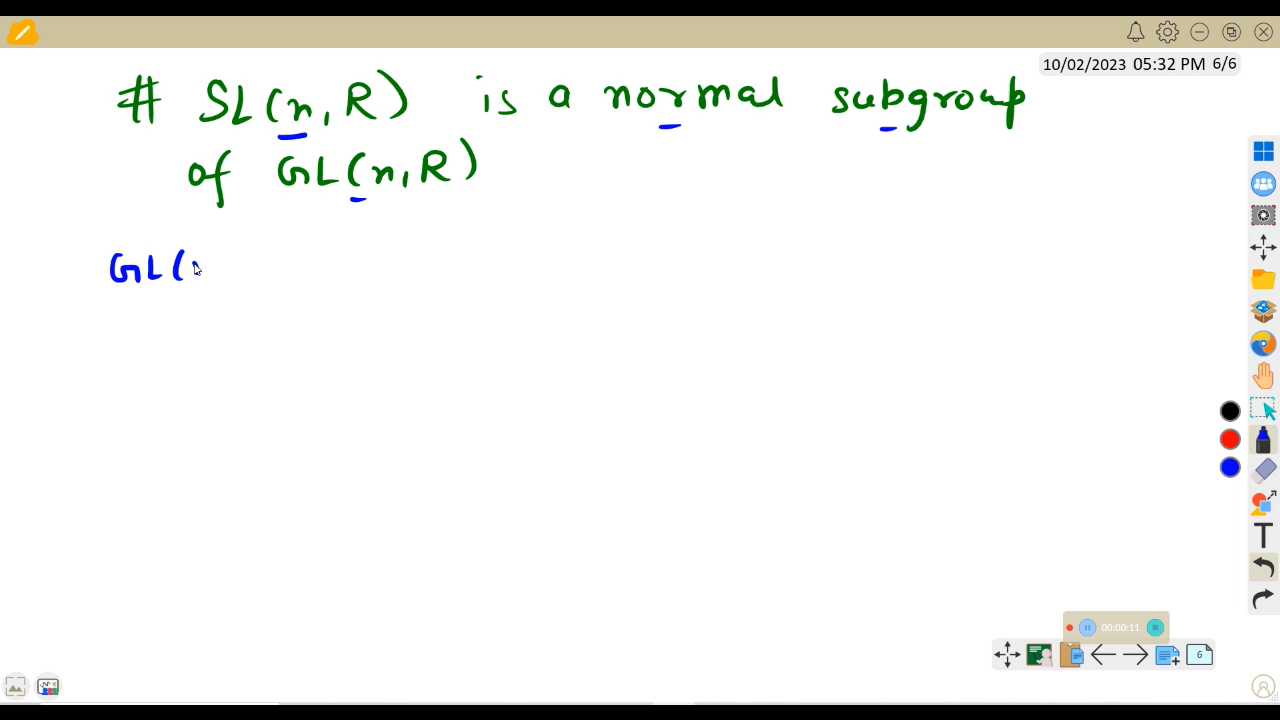 10/02/2023 05:32 PM 6/6
# SL(n, R) is a normal subgroup
of GL(n, R)
GL(
T
00:00:11
6